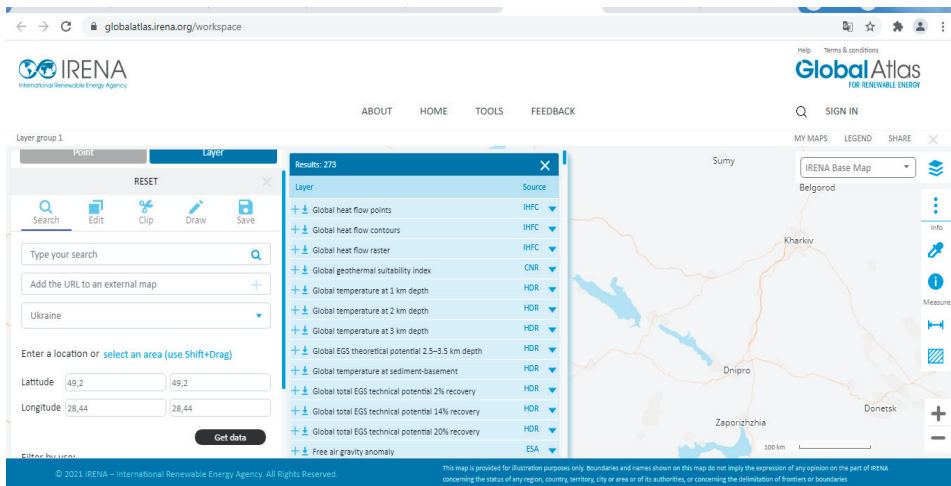 globalatlas.irena.org/workspace
Help Terms & conditions
IRENA
International Renewable Energy Agency
GlobalAtlas
FOR RENEWABLE ENERGY
ABOUT HOME TOOLS FEEDBACK
SIGN IN
Layer group 1
MY MAPS LEGEND SHARE
Point Layer
RESET
Search Edit Clip Draw Save
Type your search
Add the URL to an external map
Ukraine
Enter a location or select an area (use Shift+Drag)
Latitude 49,2 49,2
Longitude 28,44 28,44
Get data
Filter by use:
Results: 273
Layer Source
Global heat flow points IHFC
Global heat flow contours IHFC
Global heat flow raster IHFC
Global geothermal suitability index CNR
Global temperature at 1 km depth HDR
Global temperature at 2 km depth HDR
Global temperature at 3 km depth HDR
Global EGS theoretical potential 2.5–3.5 km depth HDR
Global temperature at sediment-basement HDR
Global total EGS technical potential 2% recovery HDR
Global total EGS technical potential 14% recovery HDR
Global total EGS technical potential 20% recovery HDR
Free air gravity anomaly ESA
Sumy
IRENA Base Map
Belgorod
Kharkiv
Dnipro
Donetsk
Zaporizhzhia
100 km
Info
Measure
© 2021 IRENA – International Renewable Energy Agency. All Rights Reserved.
This map is provided for illustration purposes only. Boundaries and names shown on this map do not imply the expression of any opinion on the part of IRENA
concerning the status of any region, country, territory, city or area or of its authorities, or concerning the delimitation of frontiers or boundaries